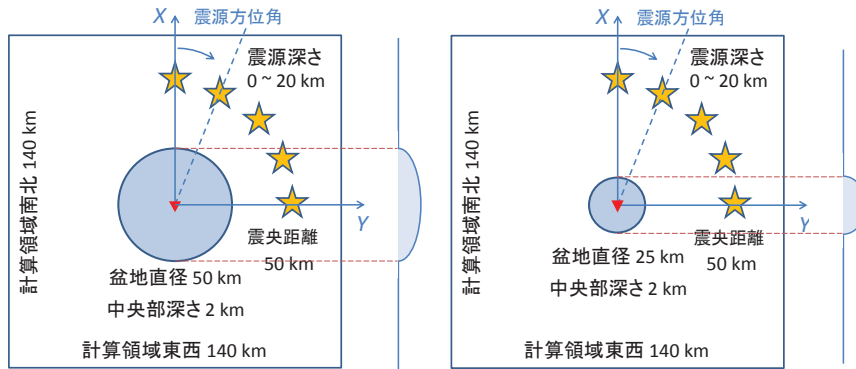 X
震源方位角
震源深さ
0 ~ 20 km
計算領域南北 140 km
Y
震央距離
50 km
盆地直径 50 km
中央部深さ 2 km
計算領域東西 140 km
X
震源方位角
震源深さ
0 ~ 20 km
計算領域南北 140 km
Y
震央距離
50 km
盆地直径 25 km
中央部深さ 2 km
計算領域東西 140 km